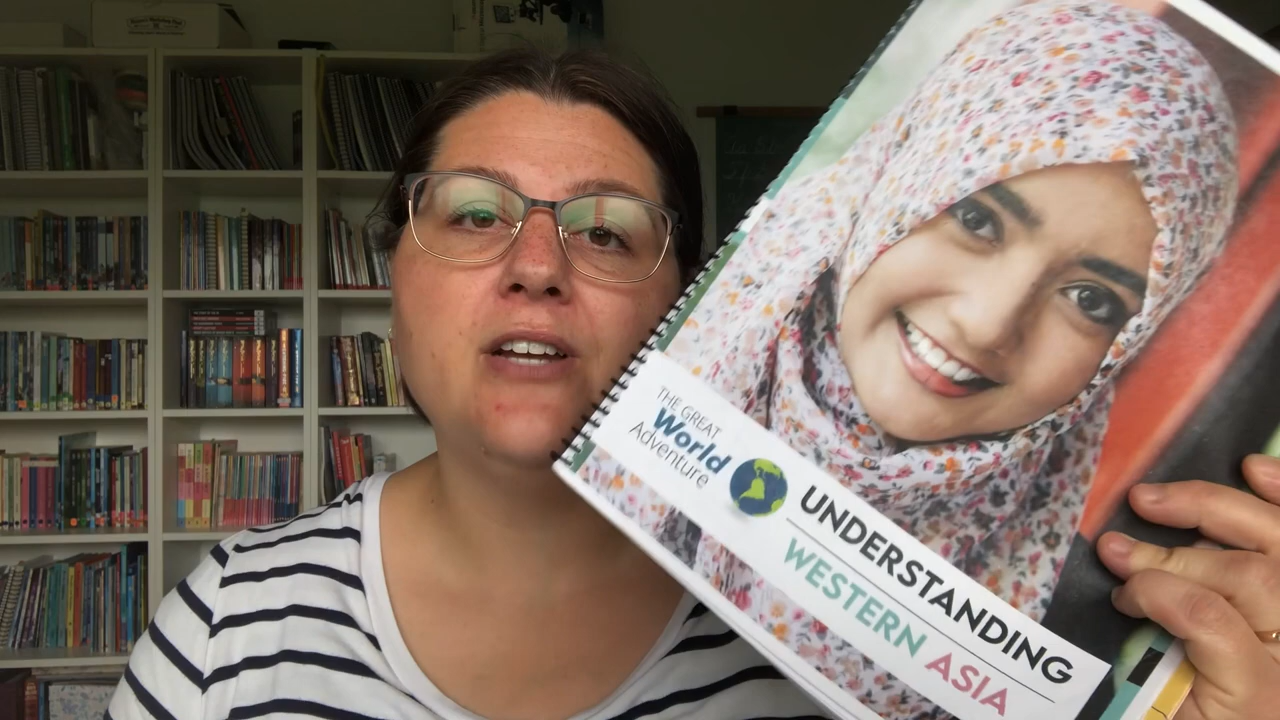 THE GREAT
World
Adventure
UNDERSTANDING
WESTERN ASIA